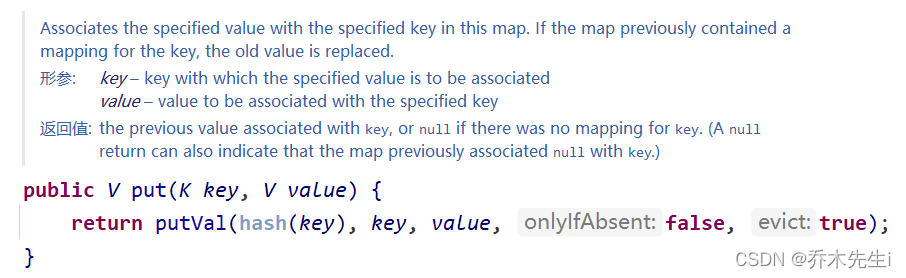 Associates the specified value with the specified key in this map. If the map previously contained a
mapping for the key, the old value is replaced.
形参: key – key with which the specified value is to be associated
value – value to be associated with the specified key
返回值: the previous value associated with key, or null if there was no mapping for key. (A null
return can also indicate that the map previously associated null with key.)
public V put(K key, V value) {
return putVal(hash(key), key, value, onlyIfAbsent: false, evict: true);
}
CSDN @乔木先生i